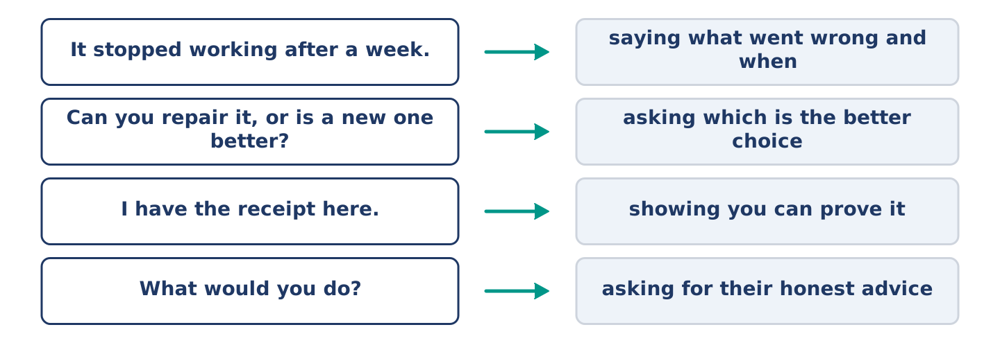 It stopped working after a week.
saying what went wrong and
when
Can you repair it, or is a new one
better?
asking which is the better
choice
I have the receipt here.
showing you can prove it
What would you do?
asking for their honest advice